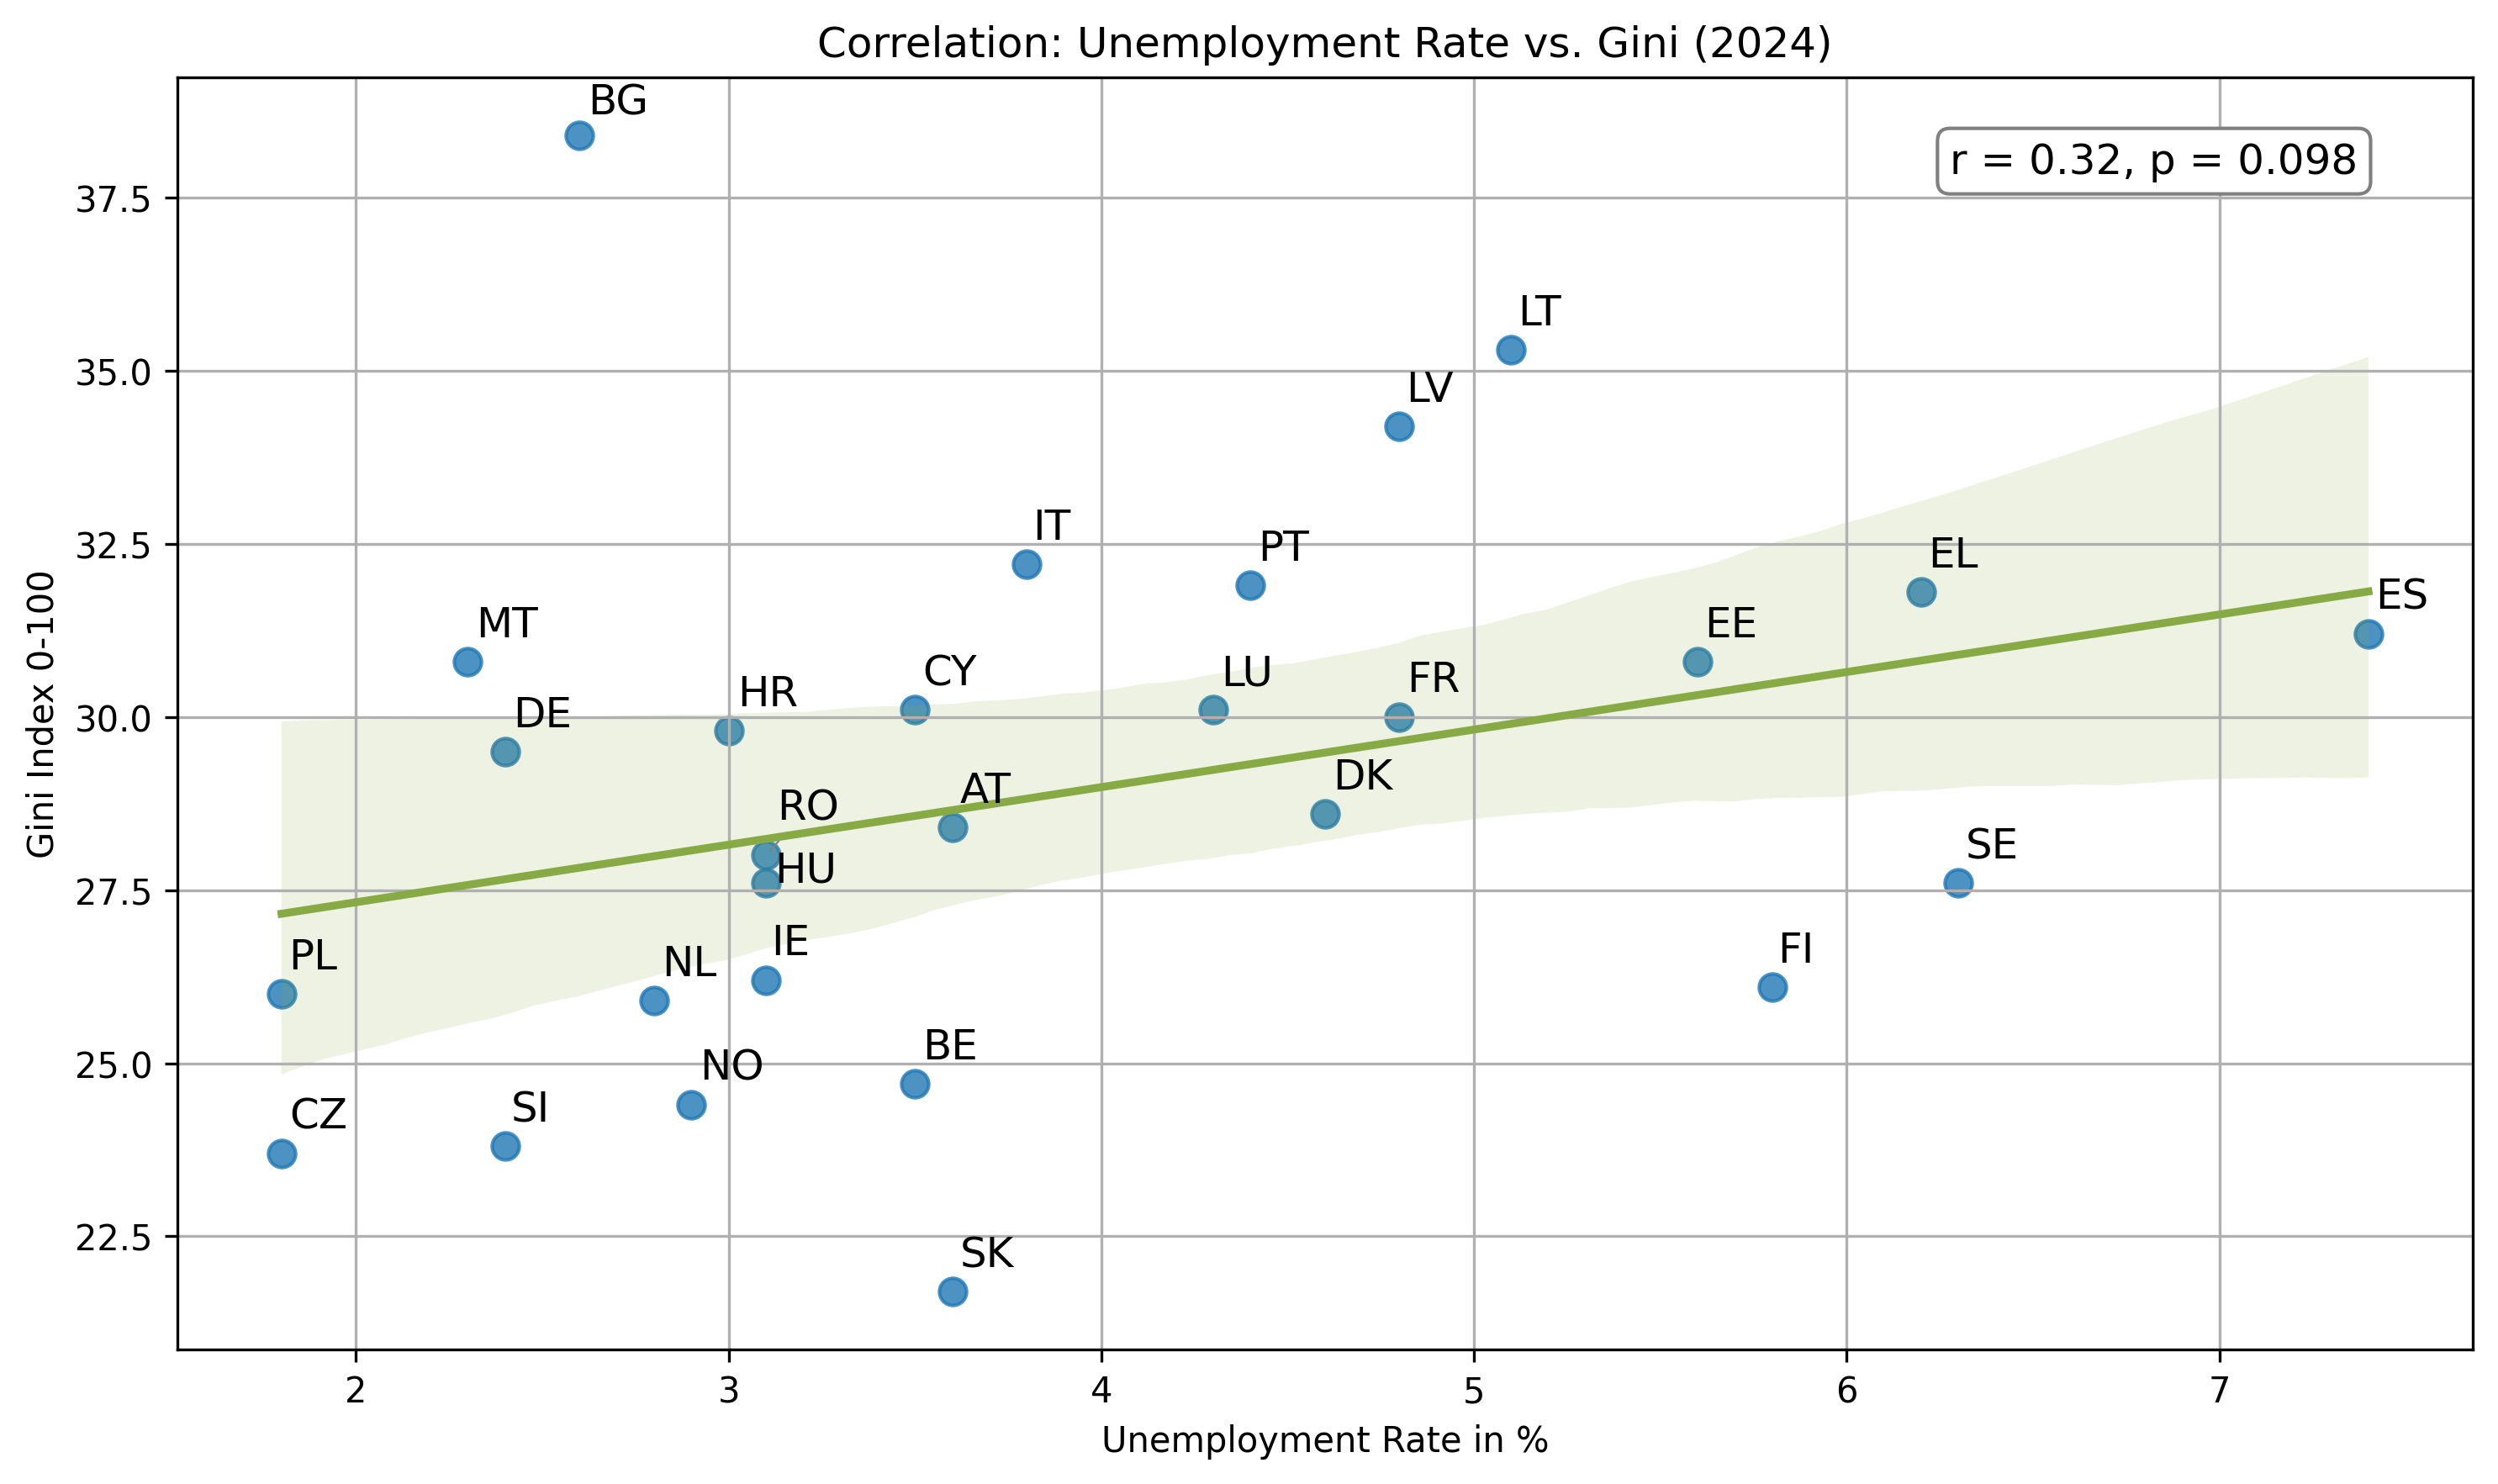 Correlation: Unemployment Rate vs. Gini (2024)
BG
r = 0.32, p = 0.098
37.5
LT
35.0
LV
IT
PT
32.5
EL
ES
MT
EE
CY
LU
FR
HR
DE
30.0
Gini Index 0-100
DK
AT
RO
SE
HU
27.5
IE
FI
PL
NL
BE
NO
25.0
CZ
SI
SK
22.5
2 3 4 5 6 7
Unemployment Rate in %